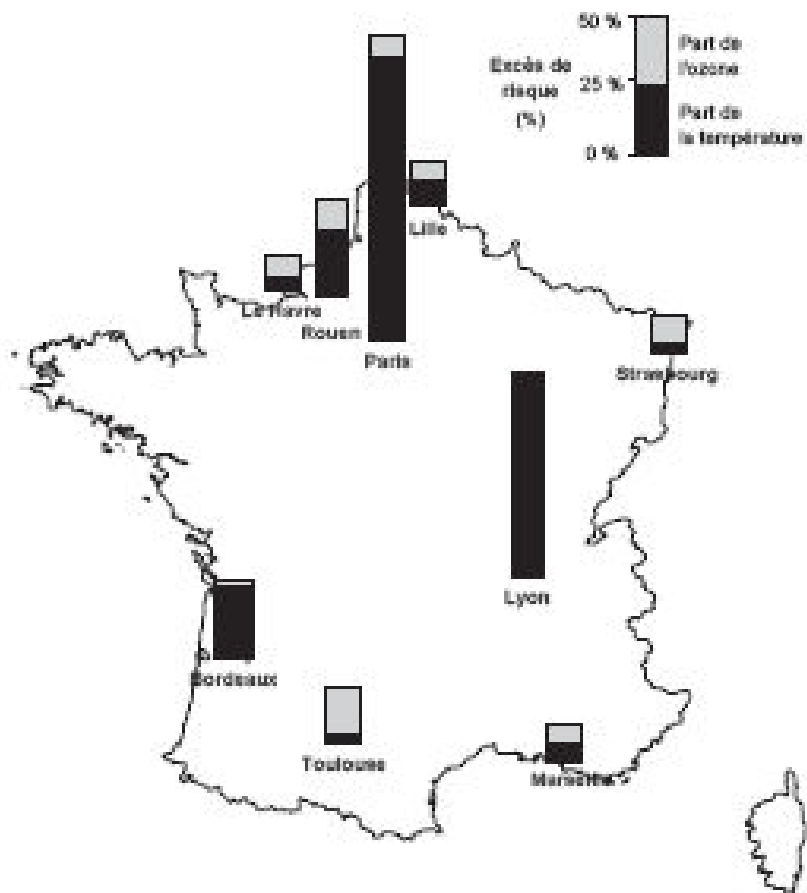 50 %
Part de
l'ozone
Excès de
risque
(%)
25 %
Part de
la température
0 %
Lille
Le Havre
Rouen
Paris
Strasbourg
Lyon
Bordeaux
Toulouse
Marseille